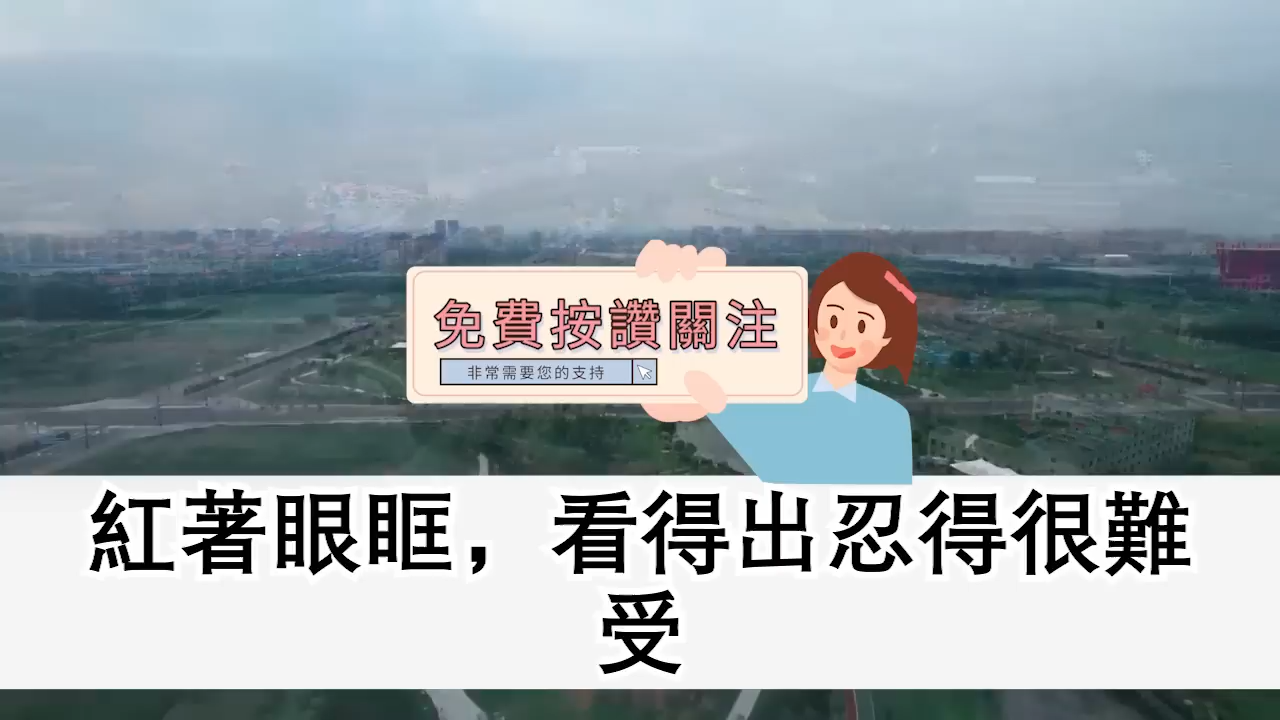 免費按讚關注
非常需要您的支持
紅著眼眶，看得出忍得很難
受